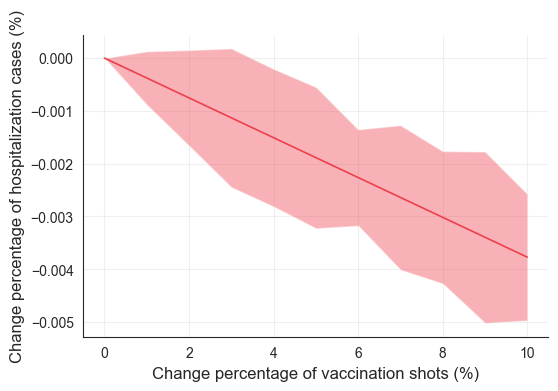 Change percentage of hospitalization cases (%)
0.000
−0.001
−0.002
−0.003
−0.004
−0.005
0 2 4 6 8 10
Change percentage of vaccination shots (%)